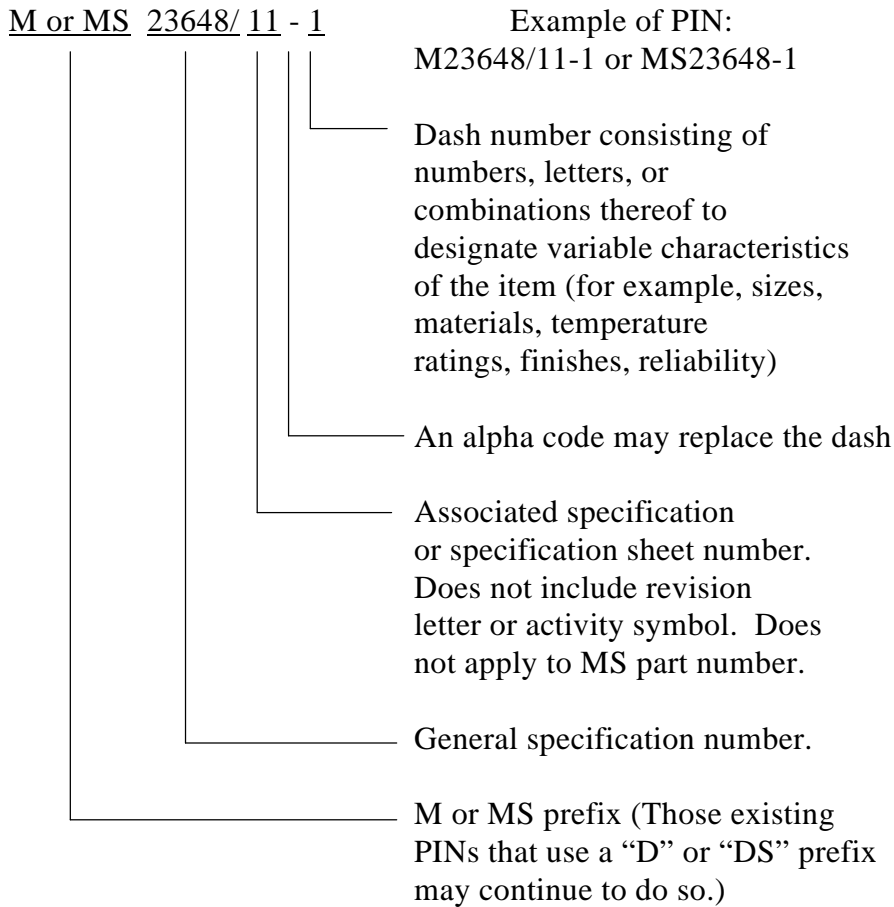 M or MS 23648/ 11 - 1
Example of PIN:
M23648/11-1 or MS23648-1
Dash number consisting of
numbers, letters, or
combinations thereof to
designate variable characteristics
of the item (for example, sizes,
materials, temperature
ratings, finishes, reliability)
An alpha code may replace the dash
Associated specification
or specification sheet number.
Does not include revision
letter or activity symbol.  Does
not apply to MS part number.
General specification number.
M or MS prefix (Those existing
PINs that use a “D” or “DS” prefix
may continue to do so.)